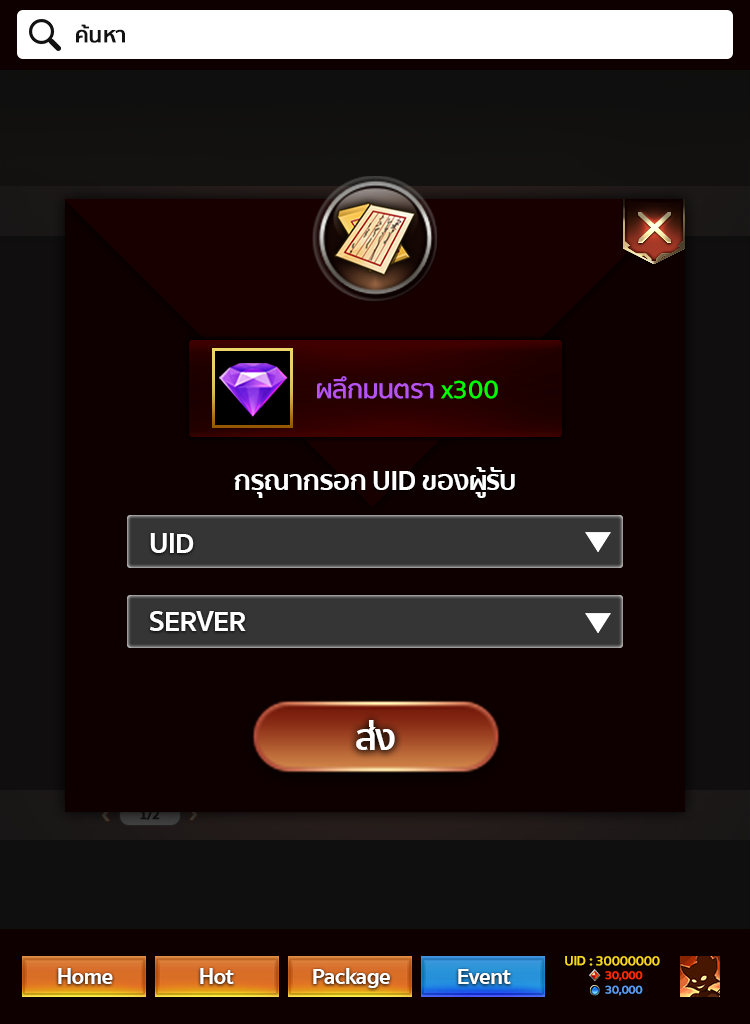 ค้นหา
ผลึกมนตรา x300
กรุณากรอก UID ของผู้รับ
UID
SERVER
ส่ง
1/2
Home
Hot
Package
Event
UID : 30000000
30,000
30,000